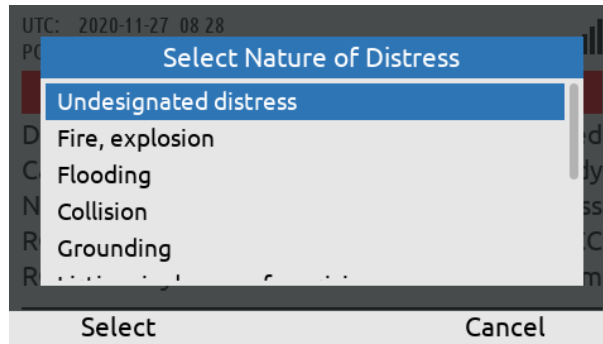 UTC: 2020-11-27 08 28
Select Nature of Distress
Undesignated distress
Fire, explosion
Flooding
Collision
Grounding
Select Cancel